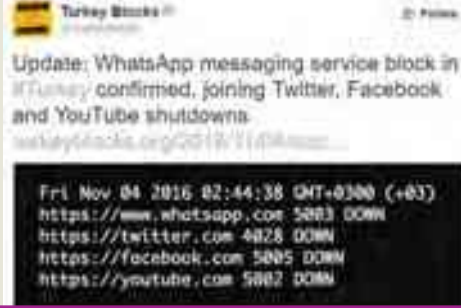 Turkey Blocks
Update: WhatsApp messaging service block in
#Turkey confirmed, joining Twitter, Facebook
and YouTube shutdowns
Fri Nov 04 2016 02:44:38 GMT+0300 (+03)
https://www.whatsapp.com 5003 DOWN
https://twitter.com 4028 DOWN
https://facebook.com 5005 DOWN
https://youtube.com 5002 DOWN